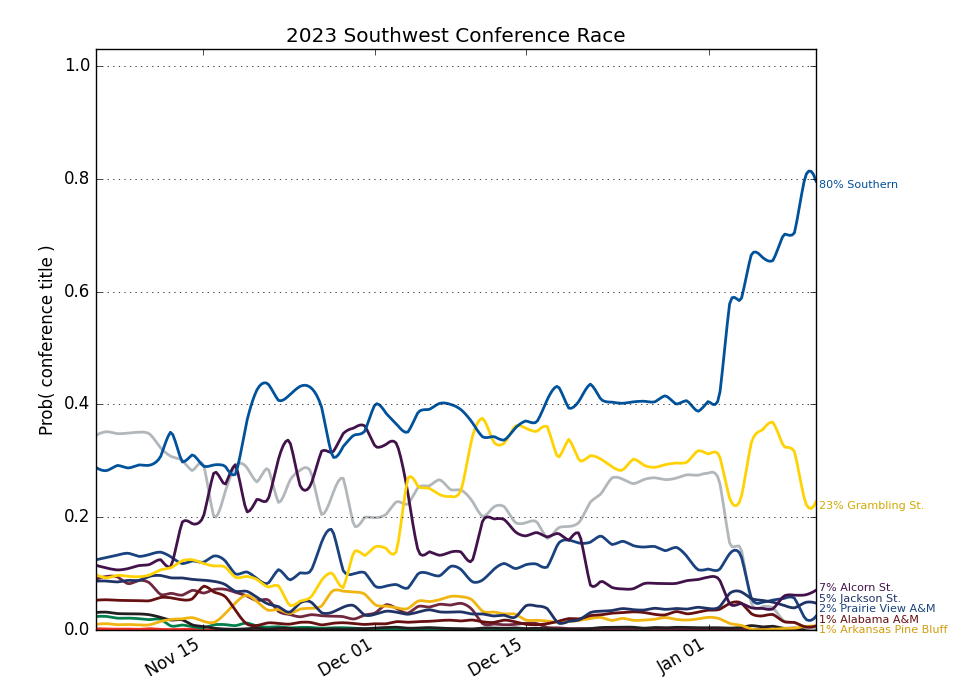 2023 Southwest Conference Race
Prob( conference title )
1.0
0.8
0.6
0.4
0.2
0.0
80% Southern
23% Grambling St.
7% Alcorn St.
5% Jackson St.
2% Prairie View A&M
1% Alabama A&M
1% Arkansas Pine Bluff
Nov 15
Dec 01
Dec 15
Jan 01